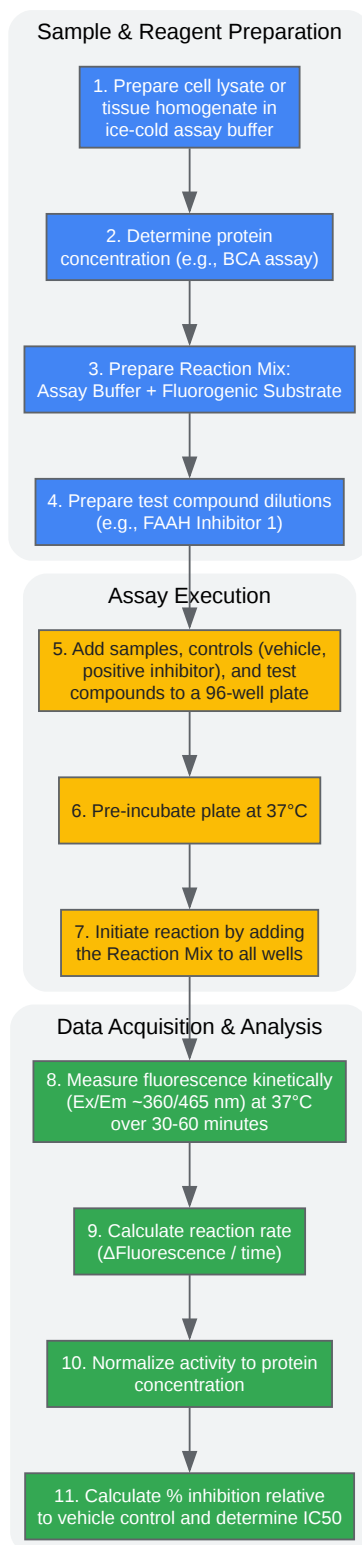 Sample & Reagent Preparation
1. Prepare cell lysate or
tissue homogenate in
ice-cold assay buffer
2. Determine protein
concentration (e.g., BCA assay)
3. Prepare Reaction Mix:
Assay Buffer + Fluorogenic Substrate
4. Prepare test compound dilutions
(e.g., FAAH Inhibitor 1)
Assay Execution
5. Add samples, controls (vehicle,
positive inhibitor), and test
compounds to a 96-well plate
6. Pre-incubate plate at 37°C
7. Initiate reaction by adding
the Reaction Mix to all wells
Data Acquisition & Analysis
8. Measure fluorescence kinetically
(Ex/Em ~360/465 nm) at 37°C
over 30-60 minutes
9. Calculate reaction rate
(ΔFluorescence / time)
10. Normalize activity to protein
concentration
11. Calculate % inhibition relative
to vehicle control and determine IC50